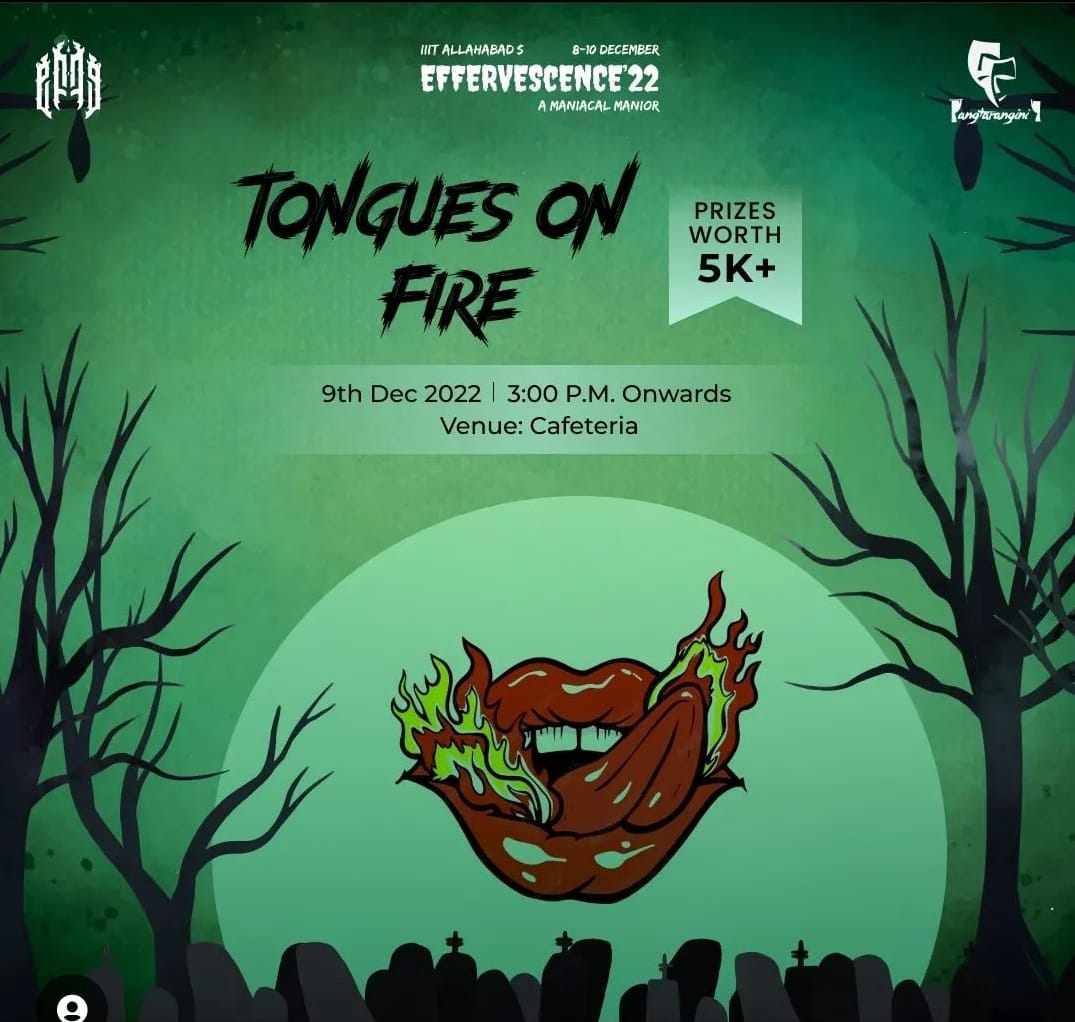 IIIT ALLAHABAD S 8-10 DECEMBER
EFFERVESCENCE'22
A MANIACAL MANIOR
Rangtarangini
TONGUES ON
FIRE
PRIZES
WORTH
5K+
9th Dec 2022 | 3:00 P.M. Onwards
Venue: Cafeteria